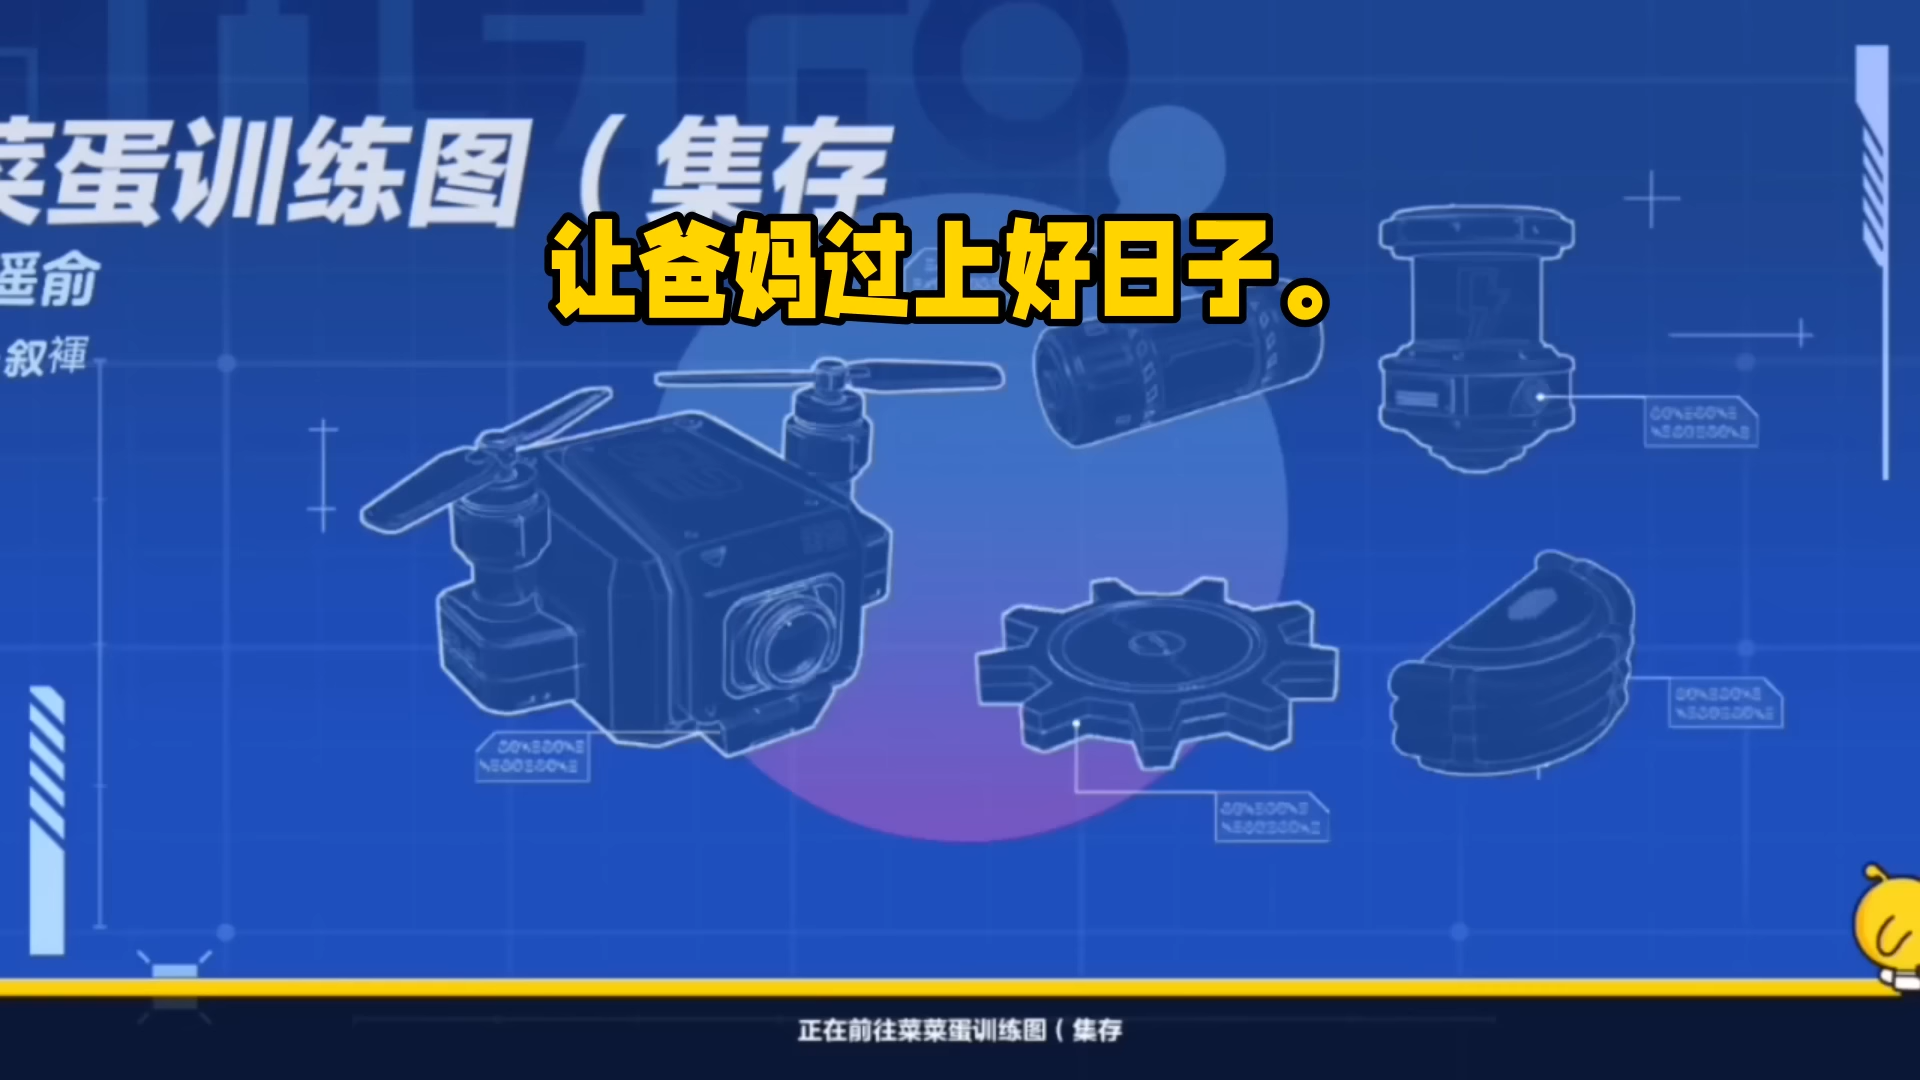 菜蛋训练图（集存
让爸妈过上好日子。
遥俞
叙褌
正在前往菜菜蛋训练图（集存